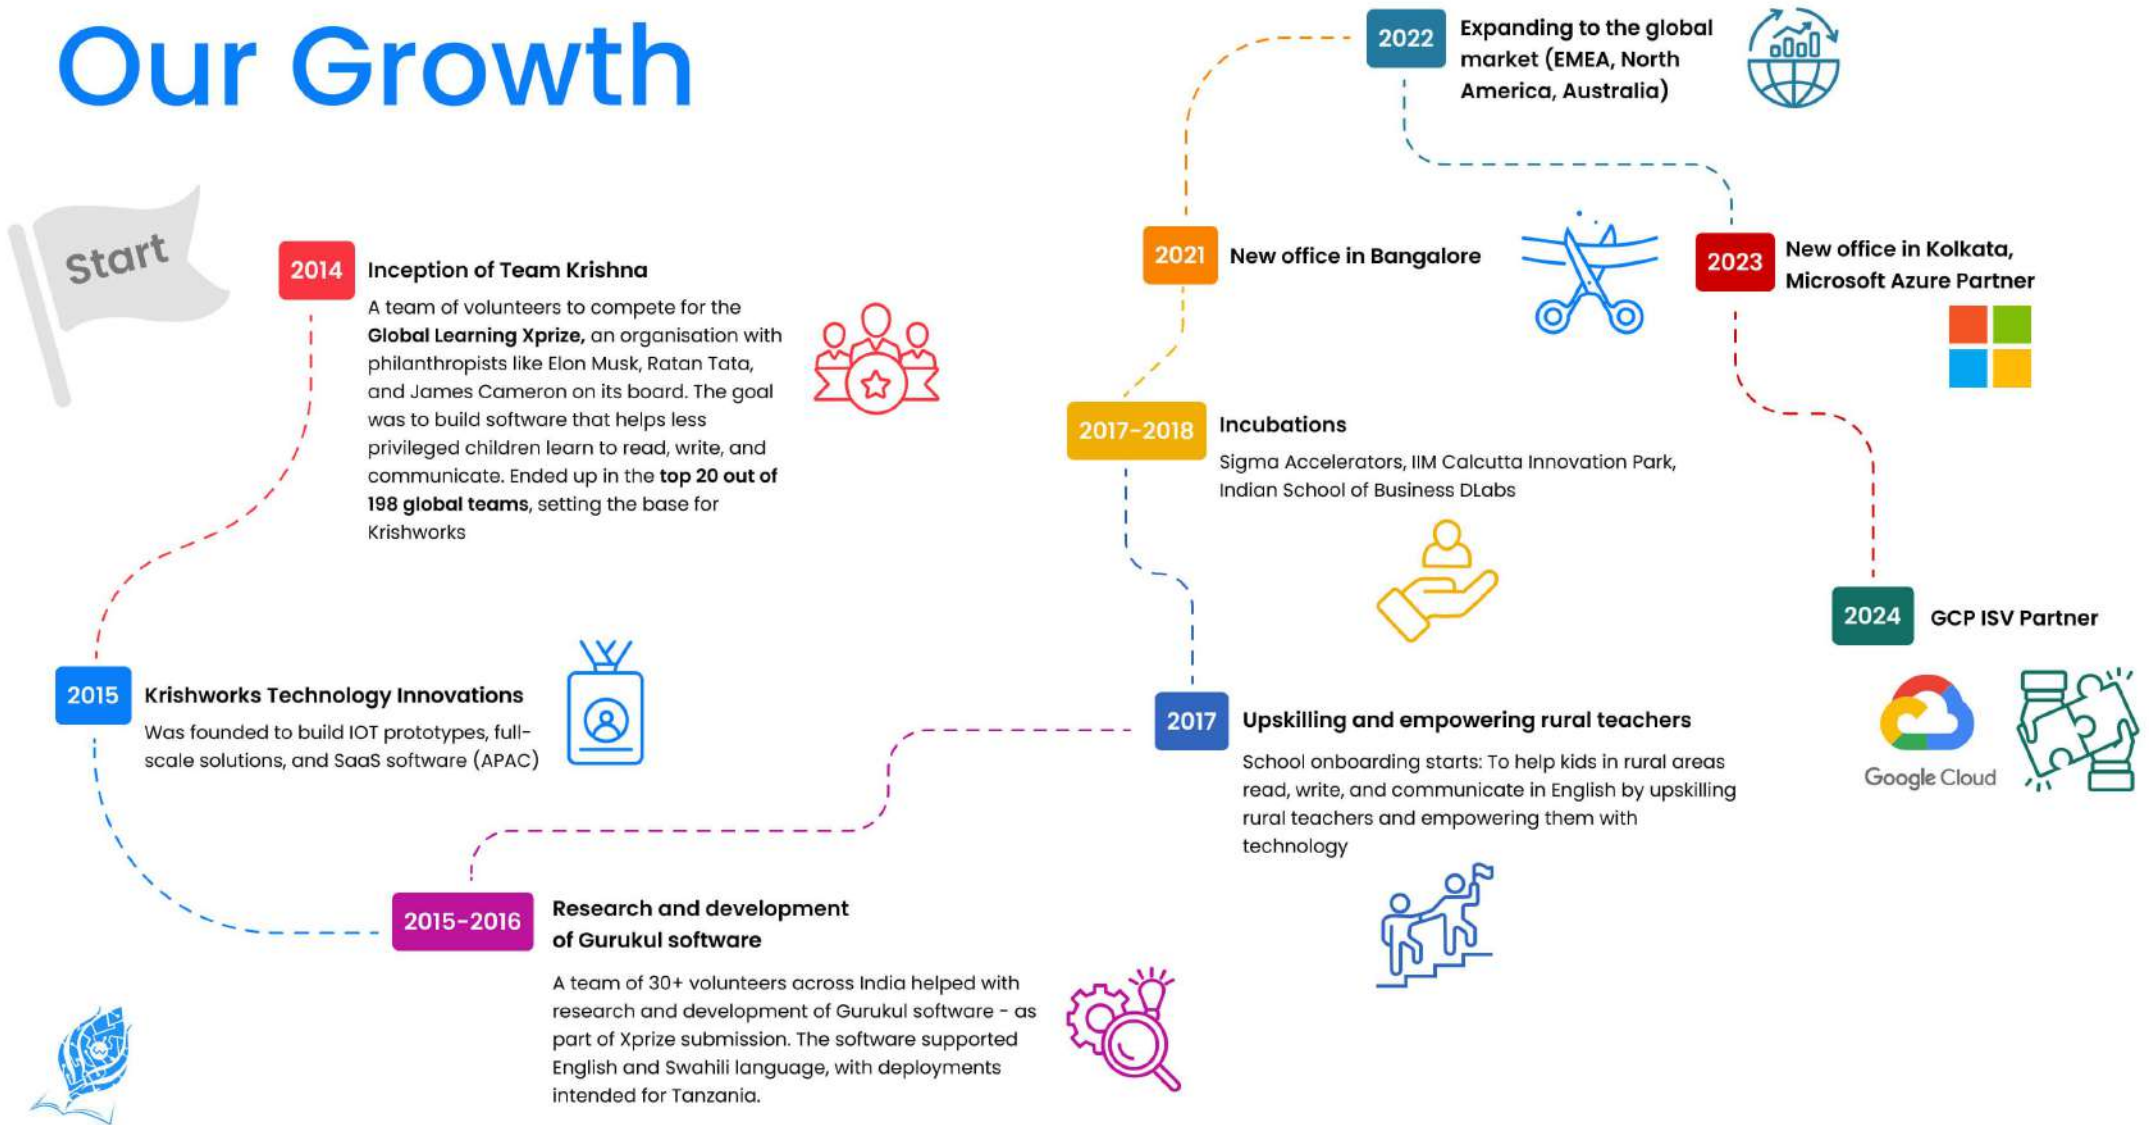 Our Growth
Start
2014
Inception of Team Krishna
A team of volunteers to compete for the
Global Learning Xprize, an organisation with
philanthropists like Elon Musk, Ratan Tata,
and James Cameron on its board. The goal
was to build software that helps less
privileged children learn to read, write, and
communicate. Ended up in the top 20 out of
198 global teams, setting the base for
Krishworks
2015
Krishworks Technology Innovations
Was founded to build IOT prototypes, full-
scale solutions, and SaaS software (APAC)
2015-2016
Research and development
of Gurukul software
A team of 30+ volunteers across India helped with
research and development of Gurukul software - as
part of Xprize submission. The software supported
English and Swahili language, with deployments
intended for Tanzania.
2017
Upskilling and empowering rural teachers
School onboarding starts: To help kids in rural areas
read, write, and communicate in English by upskilling
rural teachers and empowering them with
technology
2017-2018
Incubations
Sigma Accelerators, IIM Calcutta Innovation Park,
Indian School of Business DLabs
2021
New office in Bangalore
2022
Expanding to the global
market (EMEA, North
America, Australia)
2023
New office in Kolkata,
Microsoft Azure Partner
2024
GCP ISV Partner
Google Cloud